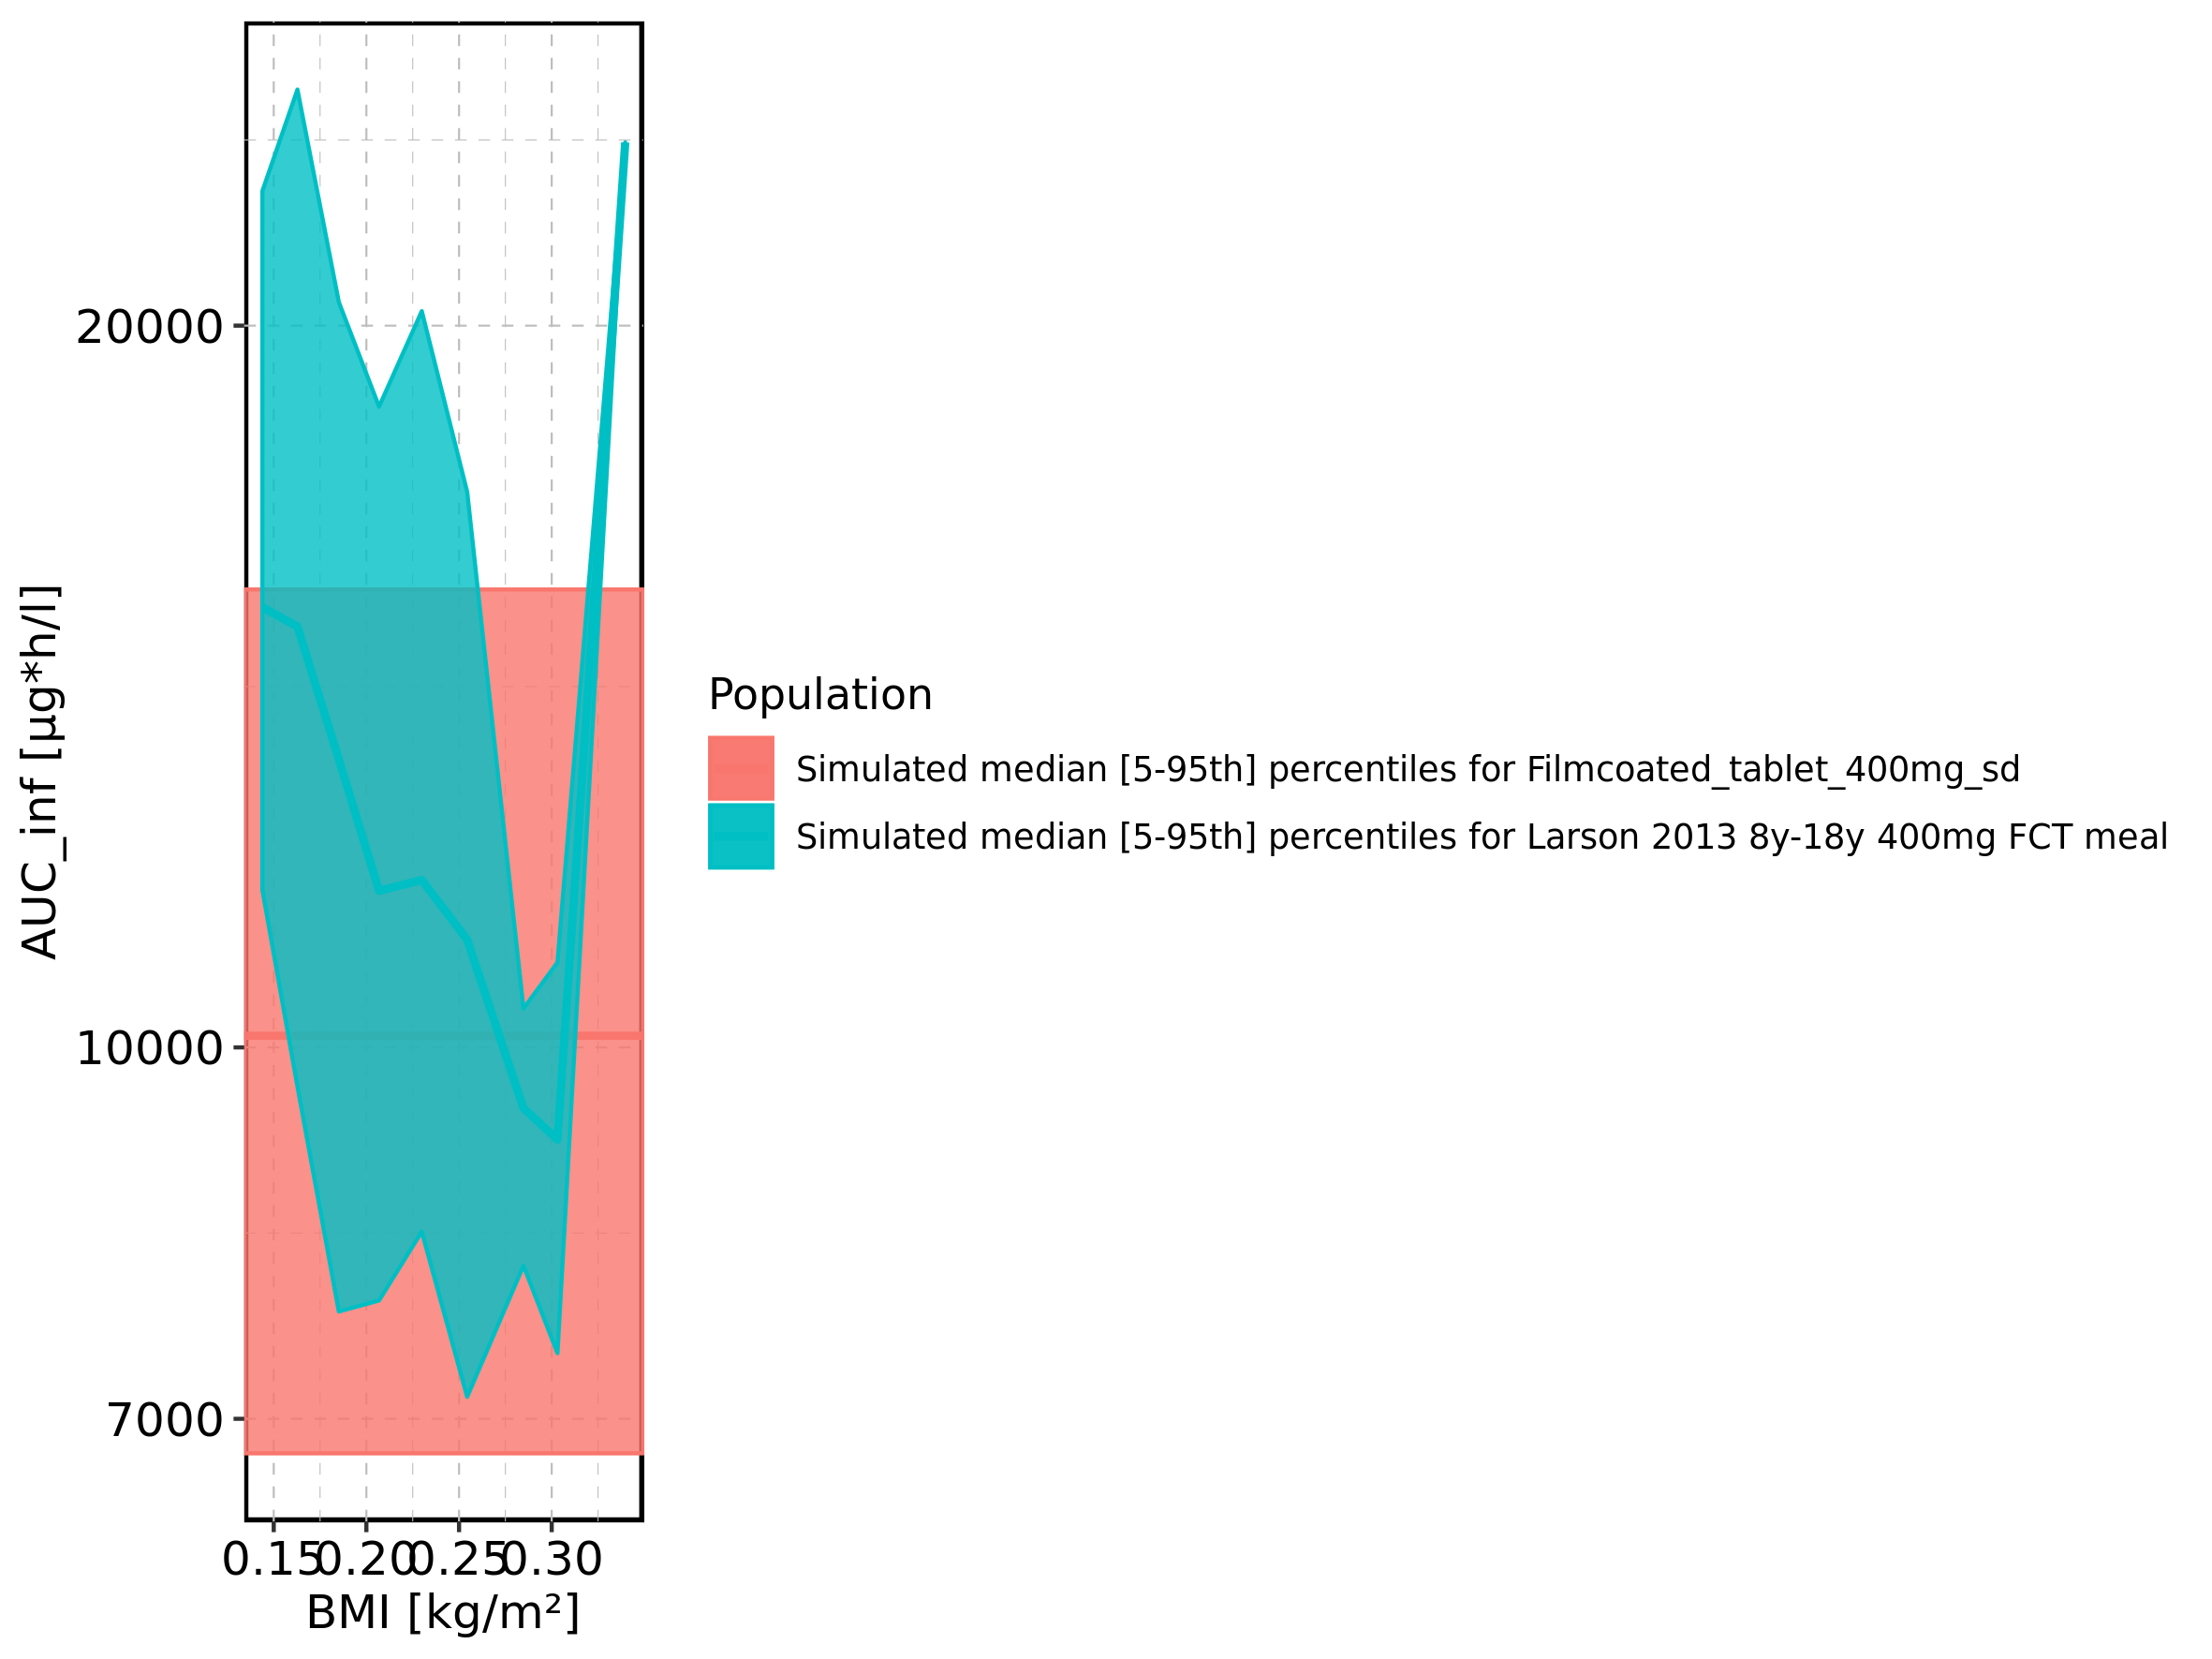 AUC_inf [µg*h/l]
20000
10000
7000
0.15 0.20 0.25 0.30
BMI [kg/m²]
Population
Simulated median [5-95th] percentiles for Filmcoated_tablet_400mg_sd
Simulated median [5-95th] percentiles for Larson 2013 8y-18y 400mg FCT meal